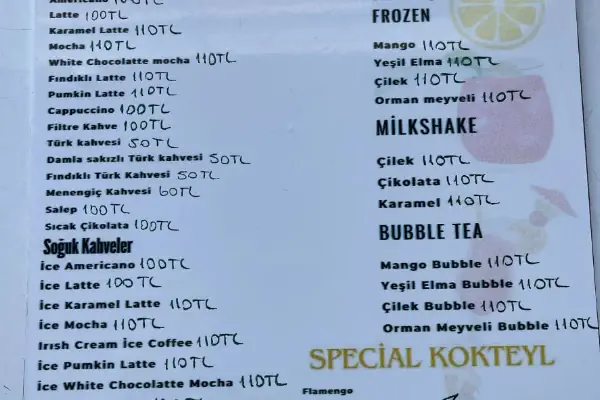 Americano 100TL
Latte 100TL
Karamel Latte 110TL
Mocha 110TL
White Chocolatte mocha 110TL
Fındıklı Latte 110TL
Pumkin Latte 110TL
Cappuccino 100TL
Filtre Kahve 100TL
Türk kahvesi 50TL
Damla sakızlı Türk kahvesi 50TL
Fındıklı Türk Kahvesi 50TL
Menengiç Kahvesi 60TL
Salep 100TL
Sıcak Çikolata 100TL
Soğuk Kahveler
İce Americano 100TL
İce Latte 100TL
İce Karamel Latte 110TL
İce Mocha 110TL
Irısh Cream İce Coffee 110TL
İce Pumkin Latte 110TL
İce White Chocolatte Mocha 110TL
FROZEN
Mango 110TL
Yeşil Elma 110TL
Çilek 110TL
Orman meyveli 110TL
MİLKSHAKE
Çilek 110TL
Çikolata 110TL
Karamel 110TL
BUBBLE TEA
Mango Bubble 110TL
Yeşil Elma Bubble 110TL
Çilek Bubble 110TL
Orman Meyveli Bubble 110TL
SPECİAL KOKTEYL
Flamengo